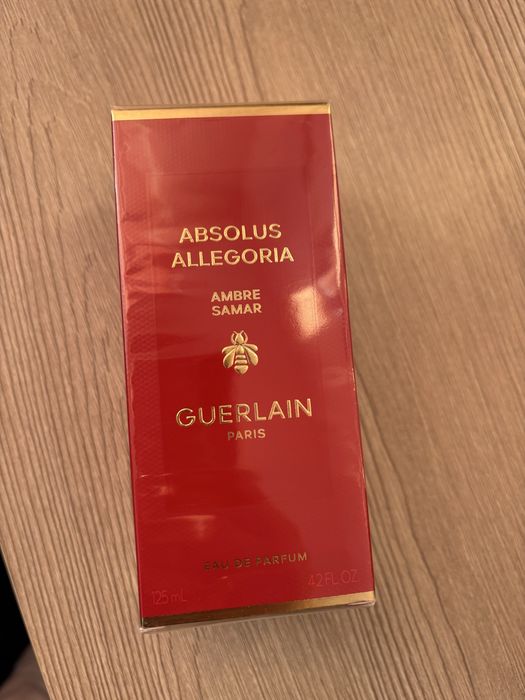 ABSOLUS
ALLEGORIA
AMBRE
SAMAR
GUERLAIN
PARIS
EAU DE PARFUM
125 mL
4.2 FL.OZ.